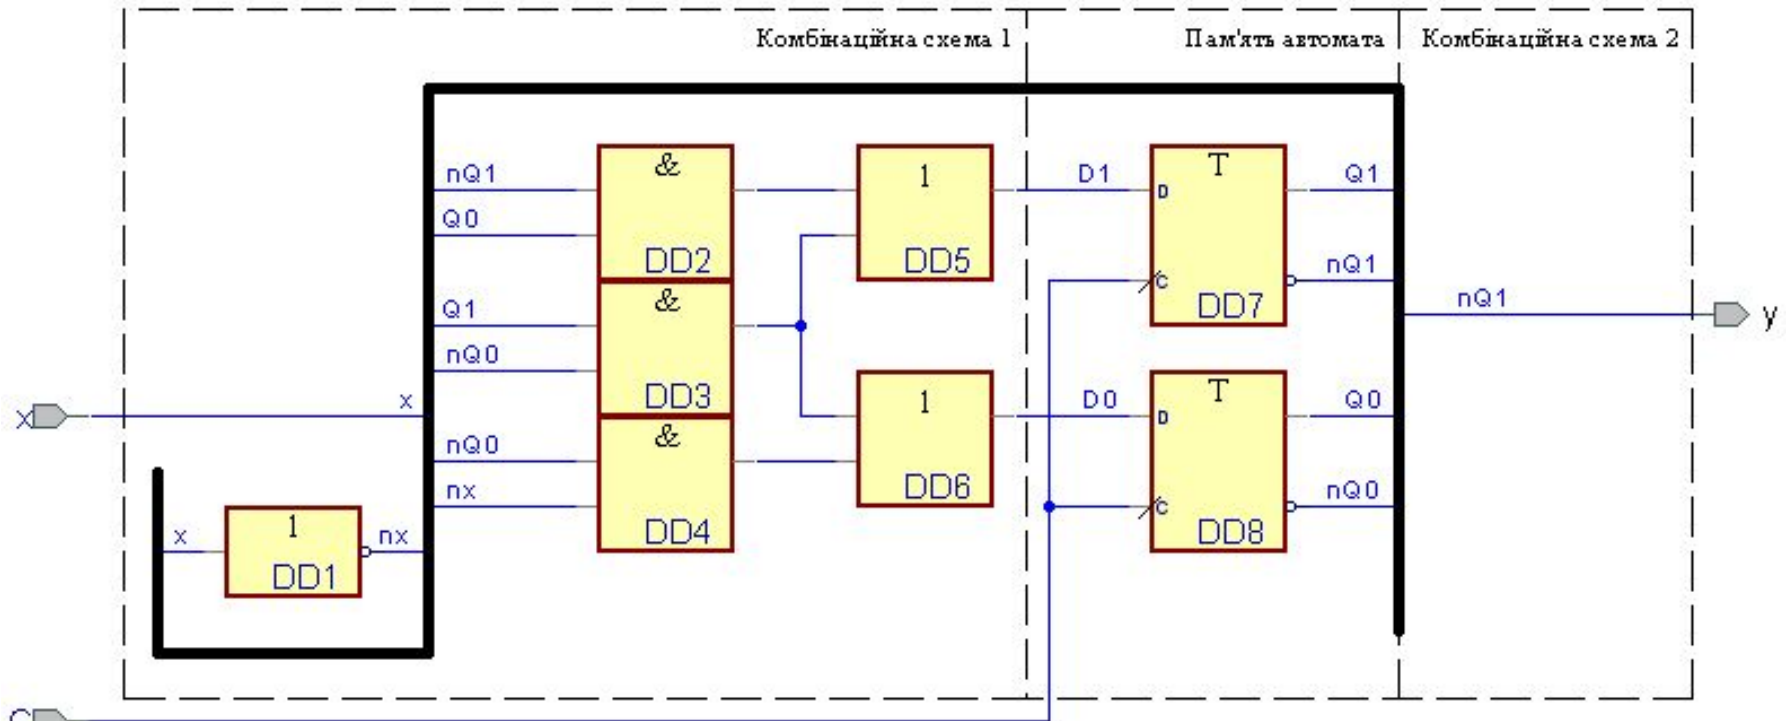 Комбінаційна схема 1
Пам'ять автомата
Комбінаційна схема 2
nQ1
&
1
D1
D
T
Q1
Q0
DD2
DD5
C
DD7
nQ1
Q1
&
nQ0
DD3
nQ1
y
x
x
1
D0
D
T
Q0
nQ0
&
nx
DD4
DD6
C
DD8
nQ0
x
1
DD1
nx
C